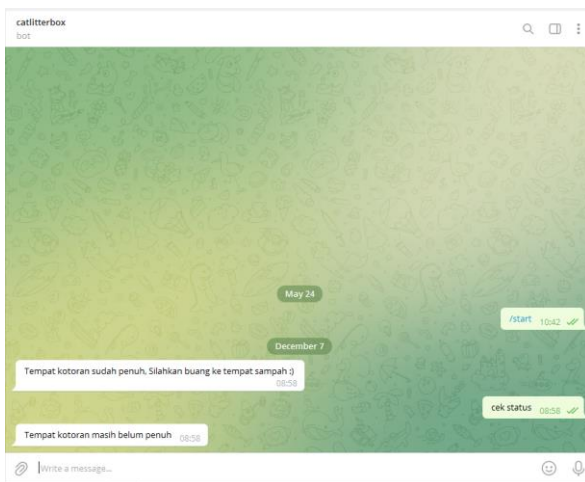 catlitterbox
bot
May 24
/start 10:42
December 7
Tempat kotoran sudah penuh, Silahkan buang ke tempat sampah :)
08:58
cek status 08:58
Tempat kotoran masih belum penuh 08:58
Write a message...